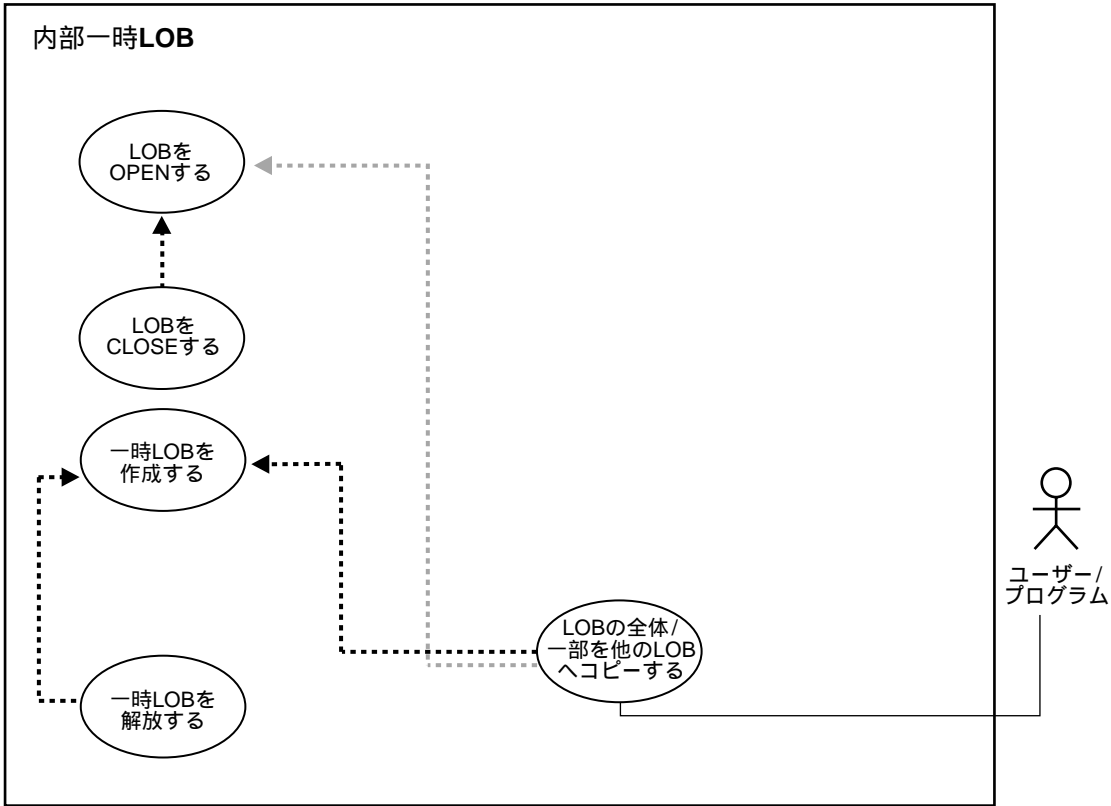 内部一時LOB
LOBを
OPENする
LOBを
CLOSEする
一時LOBを
作成する
ユーザー/
プログラム
LOBの全体/
一部を他のLOB
へコピーする
一時LOBを
解放する